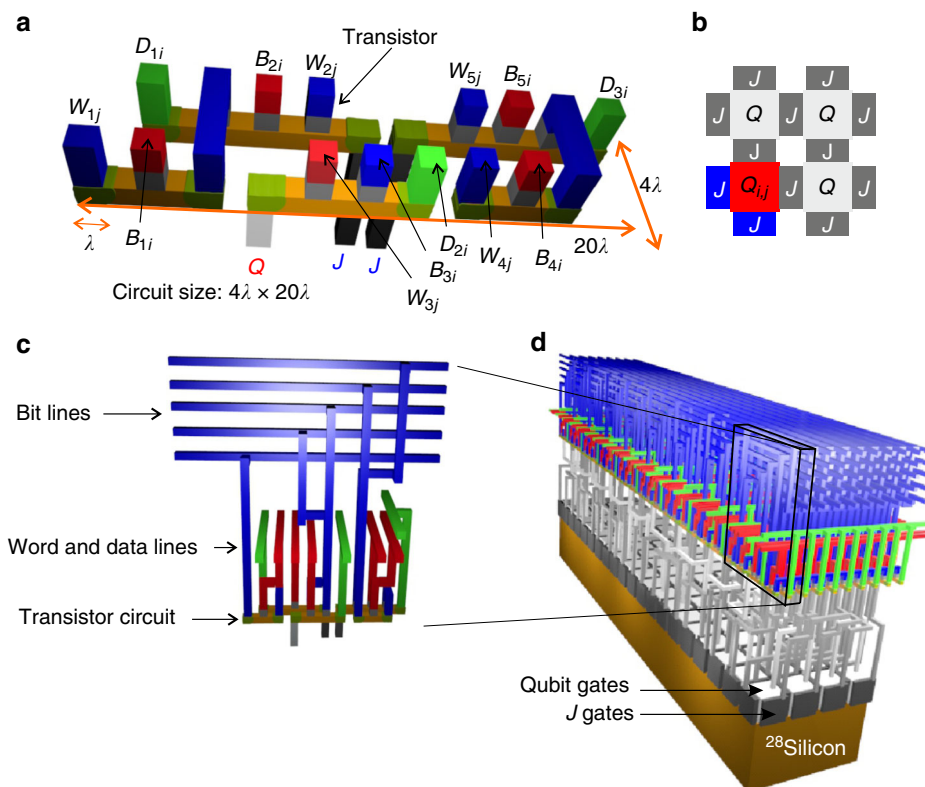 a
Transistor
D1i B2i W2j W5j B5i D3i
W1j
4λ
λ B1i D2i W4j B4i 20λ
Q J J B3i
W3j
Circuit size: 4λ × 20λ
b
J J
J Q J Q J
J J
J Qi,j J Q J
J J
c
Bit lines
Word and data lines
Transistor circuit
d
Qubit gates
J gates
28Silicon